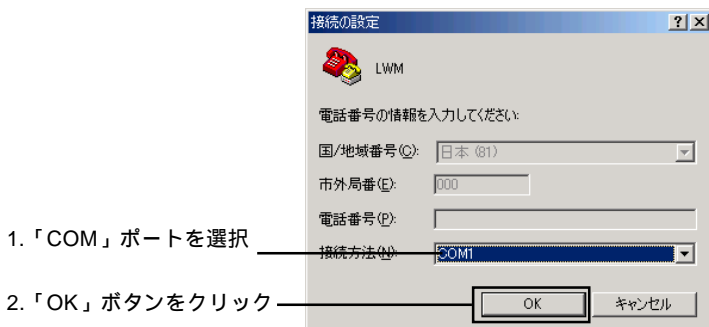 接続の設定
LWM
電話番号の情報を入力してください:
国/地域番号(C): 日本 (81)
市外局番(E): 000
電話番号(P):
1.「COM」ポートを選択
接続方法(N): COM1
2.「OK」ボタンをクリック
OK キャンセル